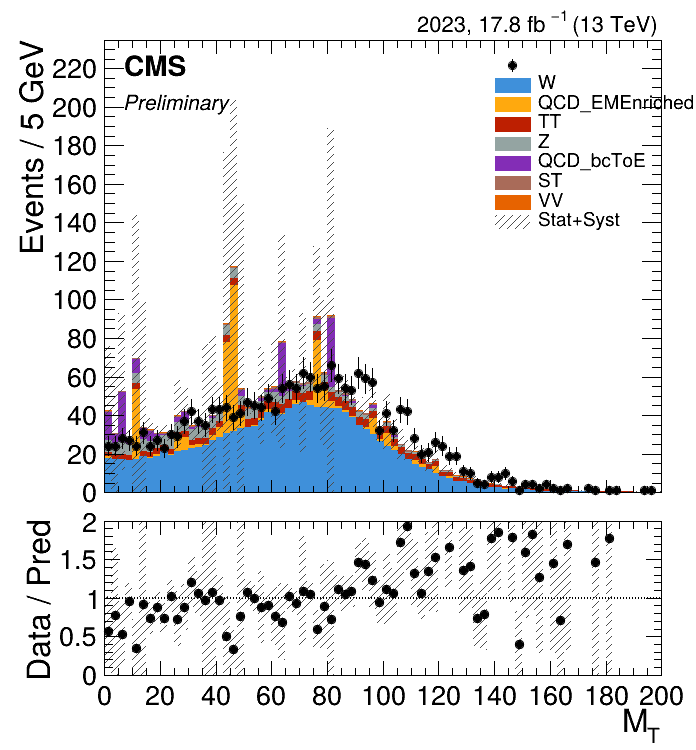 2023, 17.8 fb⁻¹ (13 TeV)
Events / 5 GeV
CMS
Preliminary
W
QCD_EMEnriched
TT
Z
QCD_bcToE
ST
VV
Stat+Syst
220
200
180
160
140
120
100
80
60
40
20
0
Data / Pred
2
1.5
1
0.5
0
0 20 40 60 80 100 120 140 160 180 200
M_T